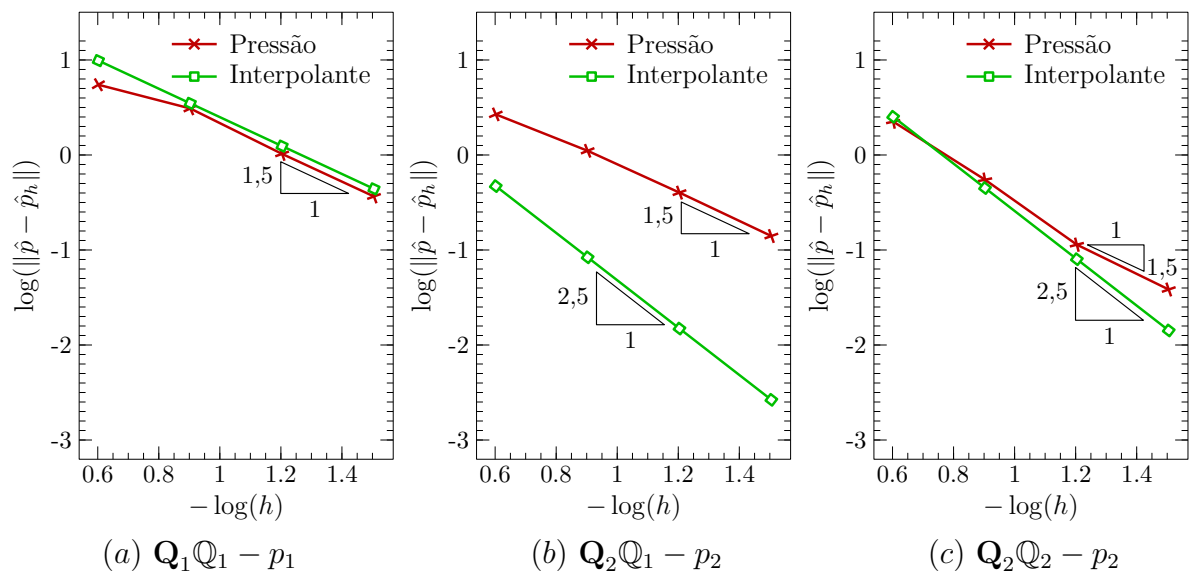 Pressão
Interpolante
1
0
-1
-2
-3
log(||p̂ − p̂_h||)
1,5
1
0.6
0.8
1
1.2
1.4
− log(h)
(a) Q₁ℚ₁ − p₁
Pressão
Interpolante
1
0
-1
-2
-3
log(||p̂ − p̂_h||)
1,5
1
2,5
1
0.6
0.8
1
1.2
1.4
− log(h)
(b) Q₂ℚ₁ − p₂
Pressão
Interpolante
1
0
-1
-2
-3
log(||p̂ − p̂_h||)
1
1,5
2,5
1
0.6
0.8
1
1.2
1.4
− log(h)
(c) Q₂ℚ₂ − p₂